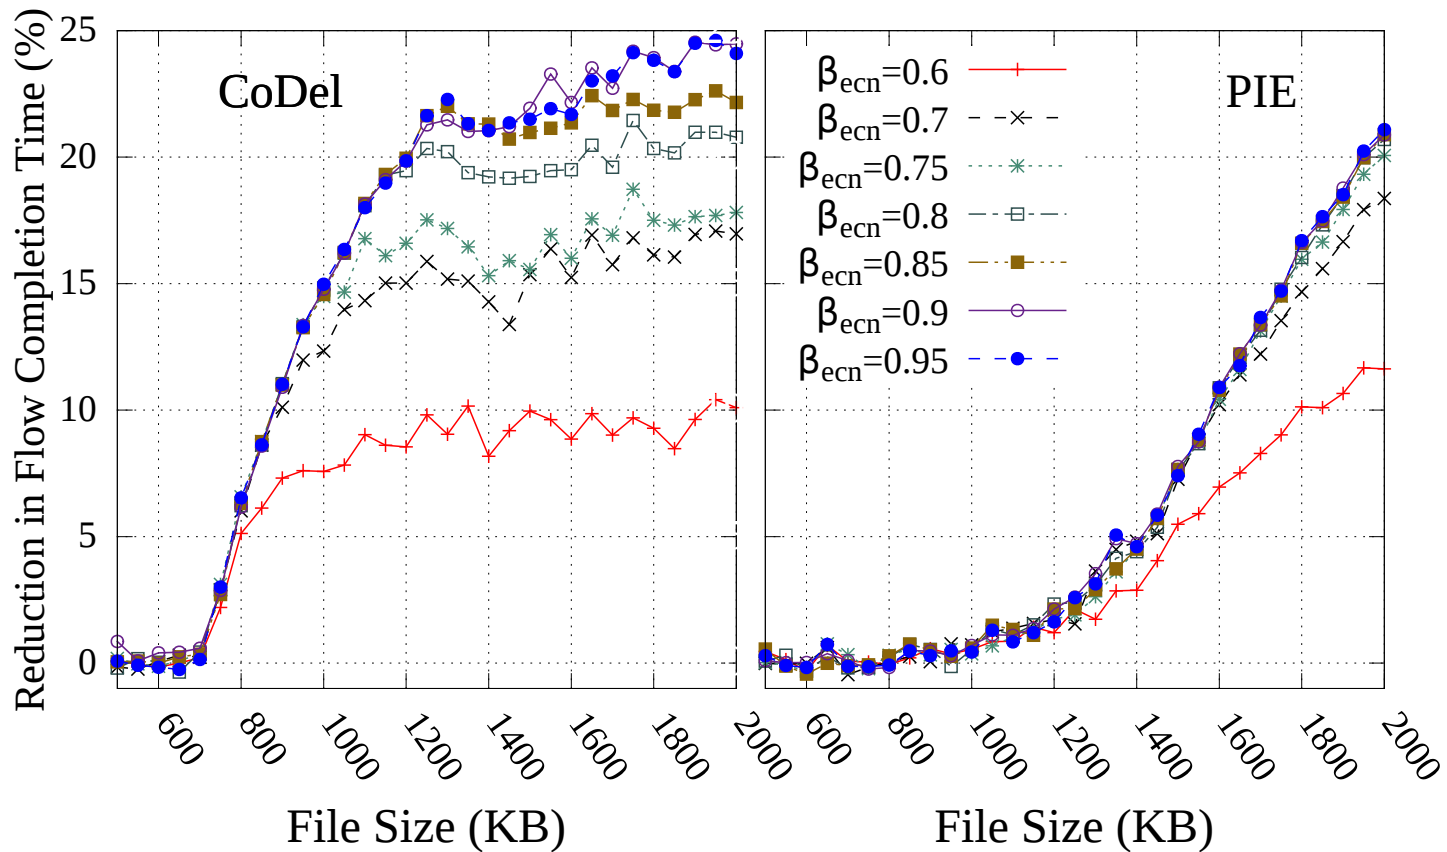 Reduction in Flow Completion Time (%)
25
20
15
10
5
0
CoDel
600
800
1000
1200
1400
1600
1800
2000
File Size (KB)
PIE
βecn=0.6
βecn=0.7
βecn=0.75
βecn=0.8
βecn=0.85
βecn=0.9
βecn=0.95
600
800
1000
1200
1400
1600
1800
2000
File Size (KB)